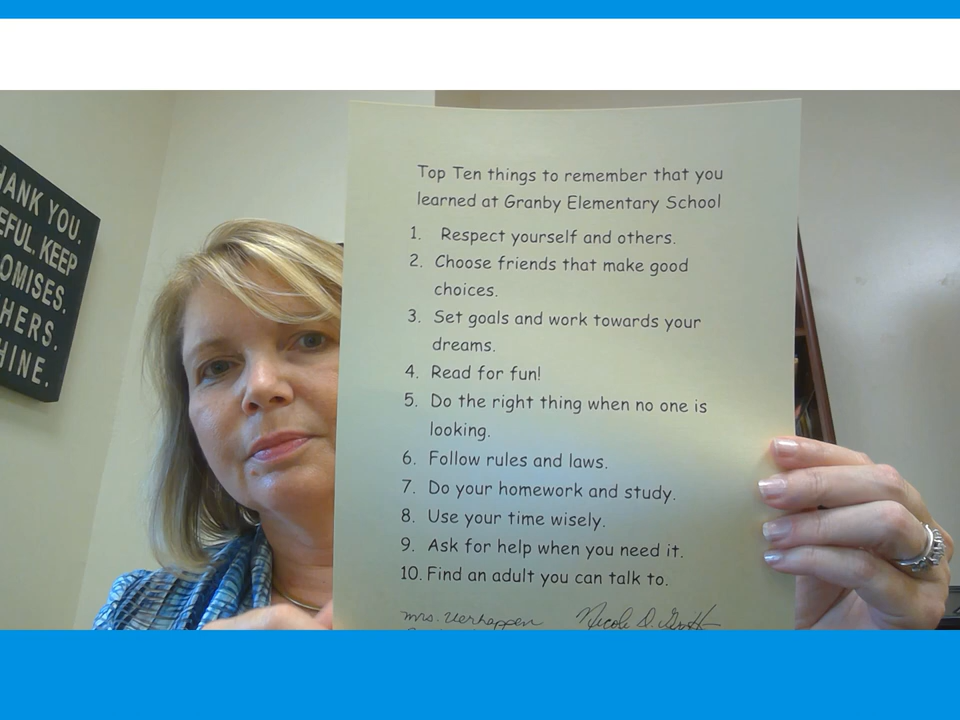 HANK YOU.
EFUL. KEEP
OMISES.
HERS.
HINE.
Top Ten things to remember that you
learned at Granby Elementary School
1. Respect yourself and others.
2. Choose friends that make good
choices.
3. Set goals and work towards your
dreams.
4. Read for fun!
5. Do the right thing when no one is
looking.
6. Follow rules and laws.
7. Do your homework and study.
8. Use your time wisely.
9. Ask for help when you need it.
10. Find an adult you can talk to.
Mrs. Verhappen Nicole D.